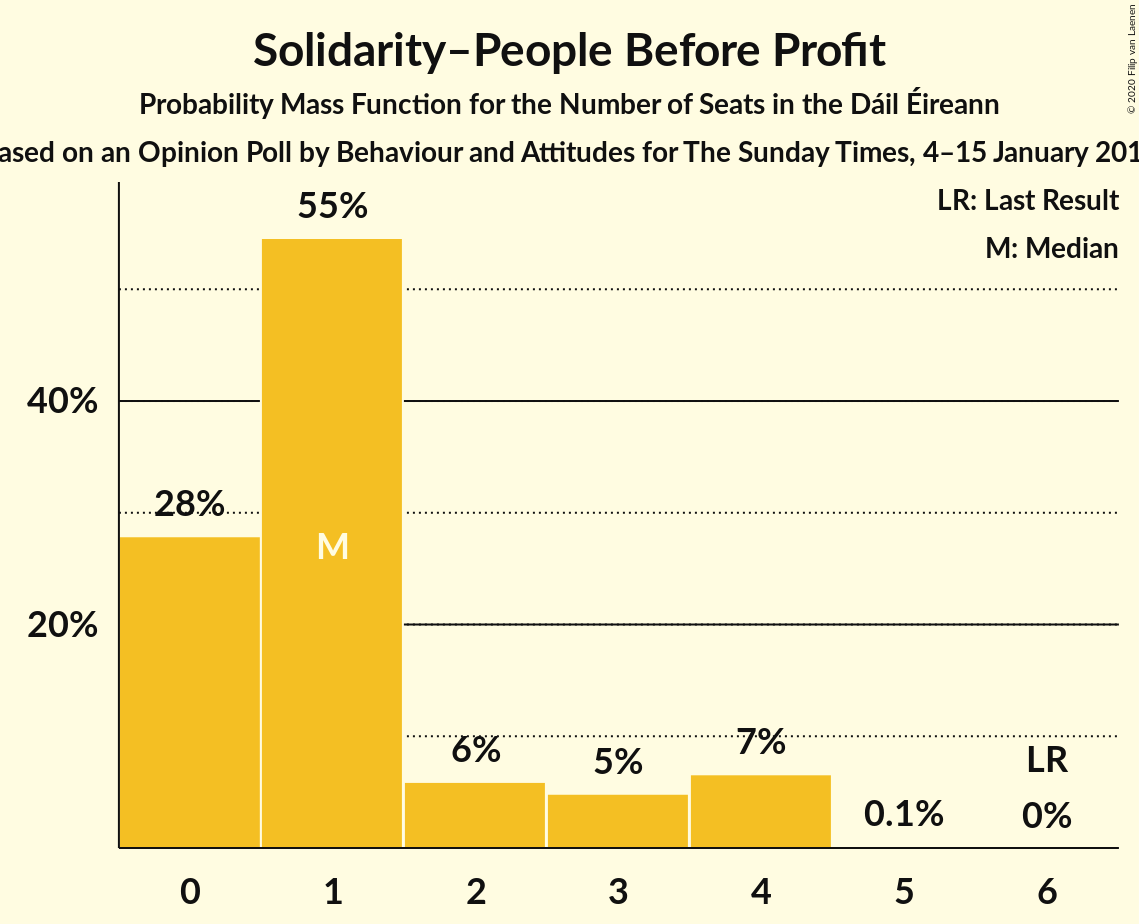 Solidarity–People Before Profit
Probability Mass Function for the Number of Seats in the Dáil Éireann
ased on an Opinion Poll by Behaviour and Attitudes for The Sunday Times, 4–15 January 201
© 2020 Filip van Laenen
LR: Last Result
M: Median
55%
40%
28%
M
20%
6%
5%
7%
LR
0.1%
0%
0 1 2 3 4 5 6